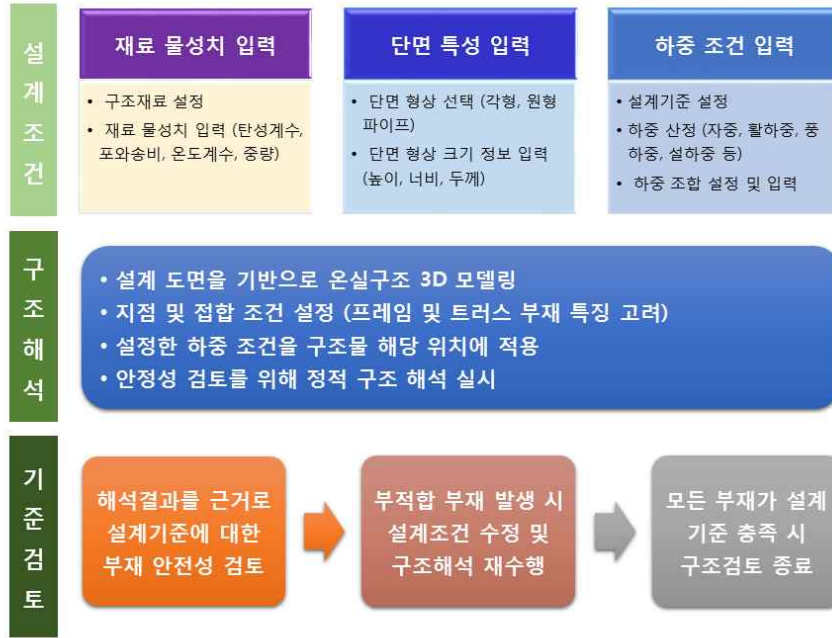 설계조건
재료 물성치 입력
• 구조재료 설정
• 재료 물성치 입력 (탄성계수,
포와송비, 온도계수, 중량)
단면 특성 입력
• 단면 형상 선택 (각형, 원형
파이프)
• 단면 형상 크기 정보 입력
(높이, 너비, 두께)
하중 조건 입력
• 설계기준 설정
• 하중 산정 (자중, 활하중, 풍
하중, 설하중 등)
• 하중 조합 설정 및 입력
구조해석
• 설계 도면을 기반으로 온실구조 3D 모델링
• 지점 및 접합 조건 설정 (프레임 및 트러스 부재 특징 고려)
• 설정한 하중 조건을 구조물 해당 위치에 적용
• 안정성 검토를 위해 정적 구조 해석 실시
기준검토
해석결과를 근거로
설계기준에 대한
부재 안전성 검토
부적합 부재 발생 시
설계조건 수정 및
구조해석 재수행
모든 부재가 설계
기준 충족 시
구조검토 종료